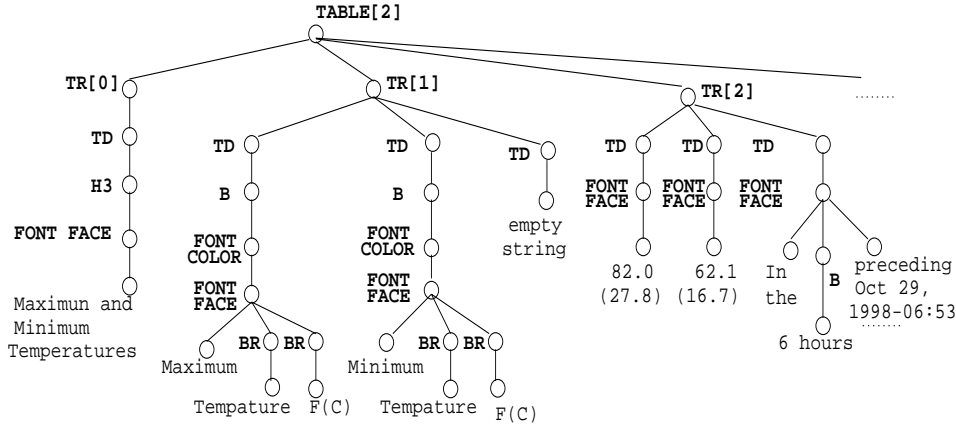 TABLE[2]
TR[0]
TR[1]
TR[2]
........
TD
TD
TD
TD
TD
TD
TD
H3
B
B
FONT
FACE
FONT
FACE
FONT
FACE
FONT FACE
FONT
COLOR
FONT
COLOR
empty
string
FONT
FACE
FONT
FACE
82.0
(27.8)
62.1
(16.7)
In
the
B
preceding
Oct 29,
1998-06:53
........
6 hours
Maximun and
Minimum
Temperatures
BR
BR
BR
BR
Maximum
Minimum
Tempature
F(C)
Tempature
F(C)